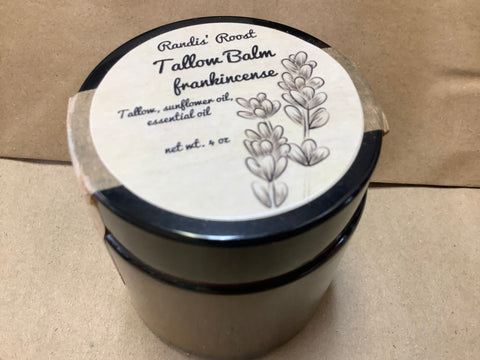 Randis' Roost
Tallow Balm
frankincense
Tallow, sunflower oil,
essential oil
net wt. 4 oz